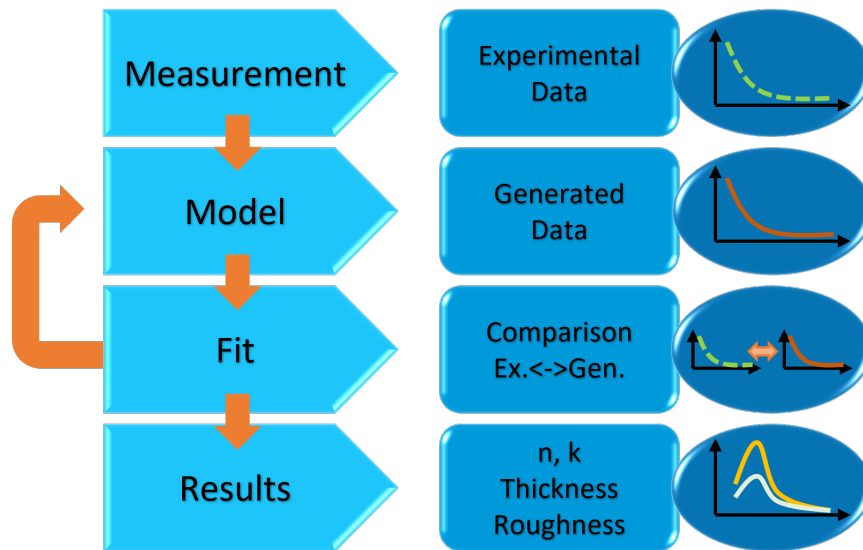 Measurement
Experimental
Data
Model
Generated
Data
Fit
Comparison
Ex.<->Gen.
Results
n, k
Thickness
Roughness